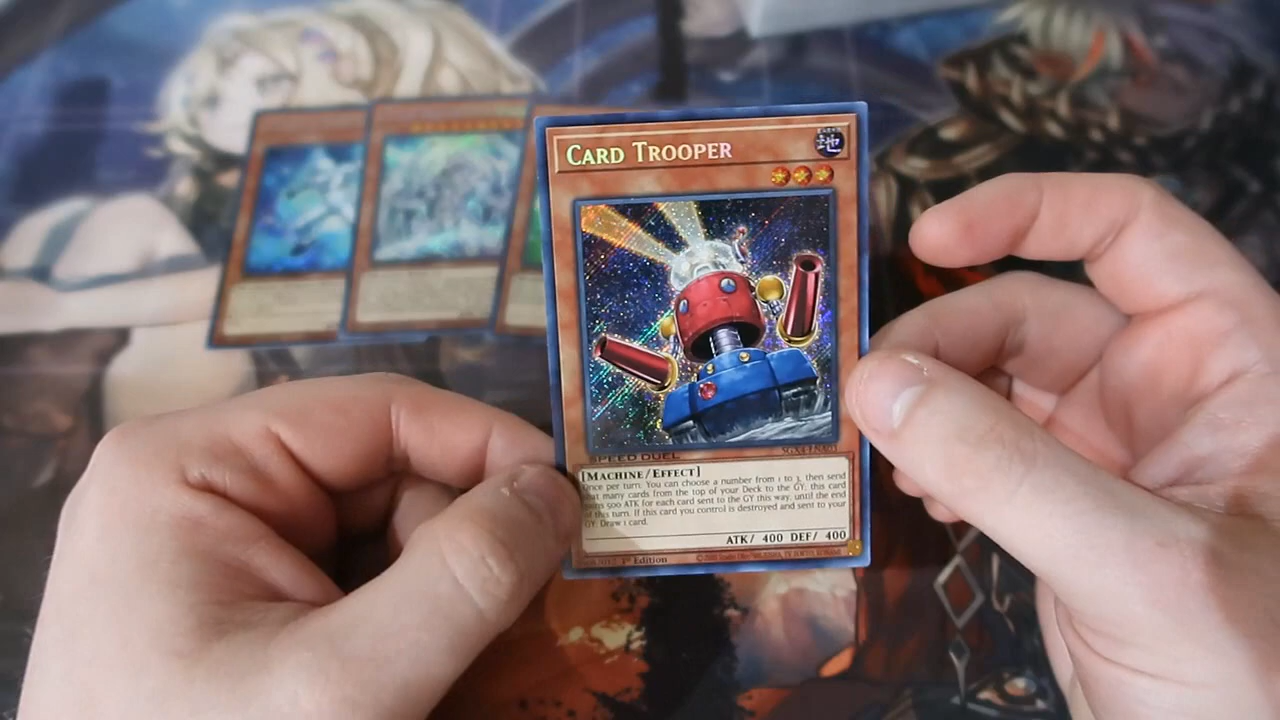 CARD TROOPER
地
SPEED DUEL
[MACHINE/EFFECT]
Once per turn: You can choose a number from 1 to 3, then send
that many cards from the top of your Deck to the GY; this card
gains 500 ATK for each card sent to the GY this way, until the end
of this turn. If this card you control is destroyed and sent to your
GY: Draw 1 card.
ATK/ 400 DEF/ 400
1st Edition